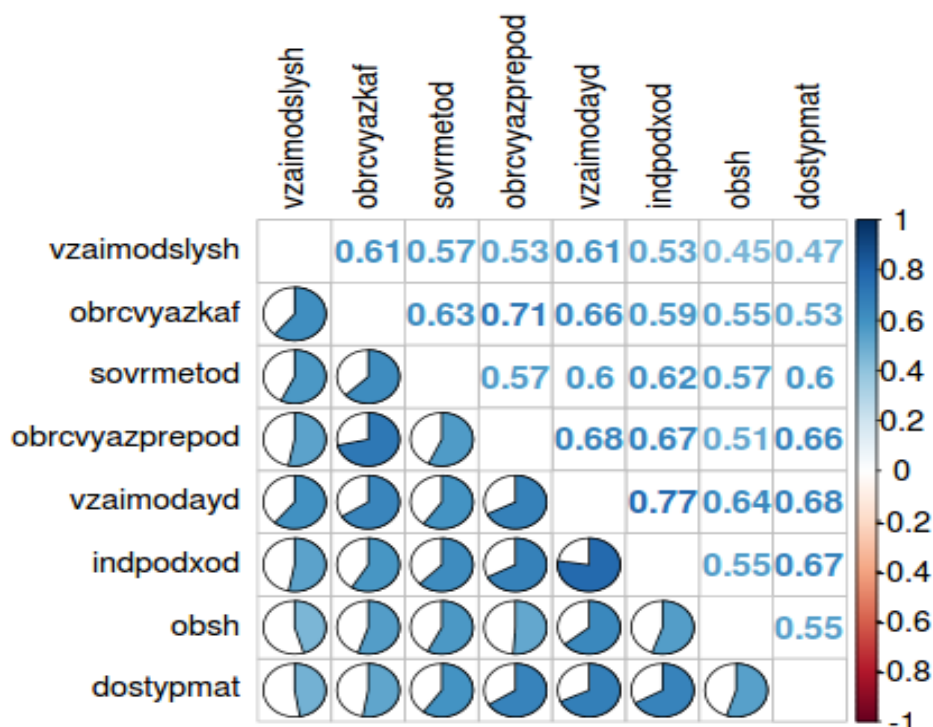 vzaimodslysh
obrcvyazkaf
sovrmetod
obrcvyazprepod
vzaimodayd
indpodxod
obsh
dostypmat
vzaimodslysh 0.61 0.57 0.53 0.61 0.53 0.45 0.47
obrcvyazkaf 0.63 0.71 0.66 0.59 0.55 0.53
sovrmetod 0.57 0.6 0.62 0.57 0.6
obrcvyazprepod 0.68 0.67 0.51 0.66
vzaimodayd 0.77 0.64 0.68
indpodxod 0.55 0.67
obsh 0.55
dostypmat
1
0.8
0.6
0.4
0.2
0
-0.2
-0.4
-0.6
-0.8
-1